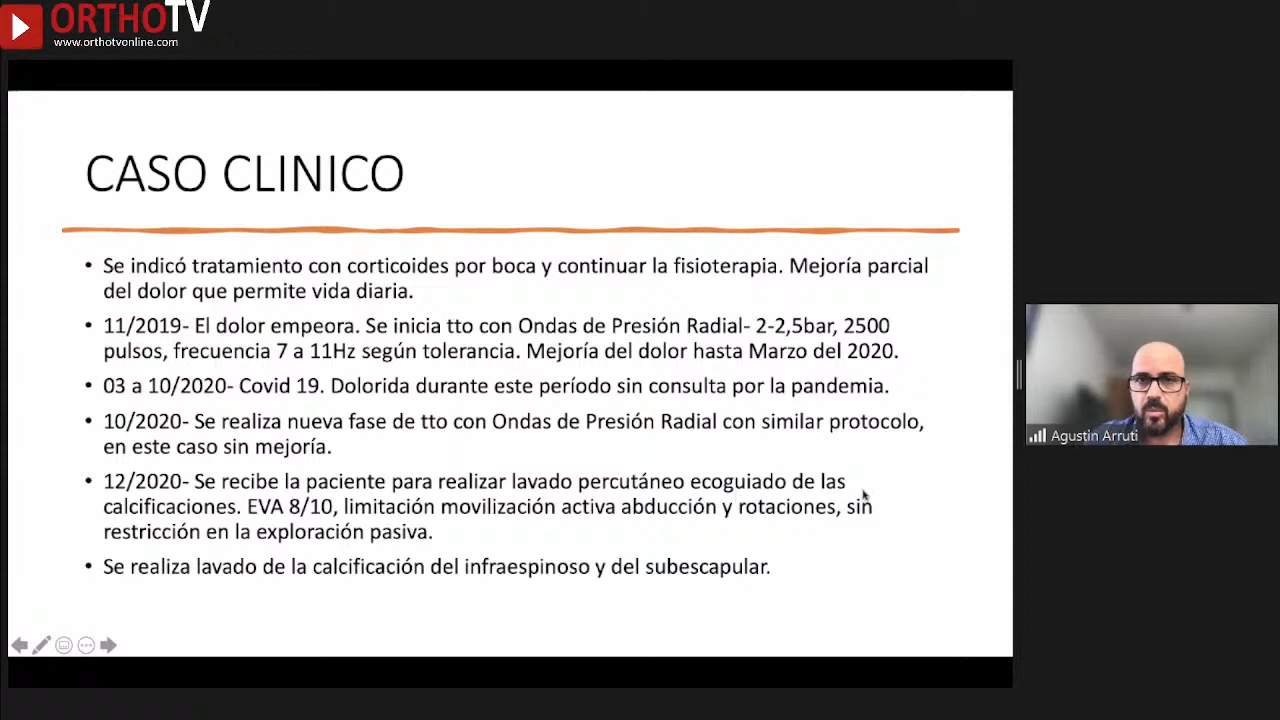 ORTHOTV
www.orthotvonline.com
CASO CLINICO
• Se indicó tratamiento con corticoides por boca y continuar la fisioterapia. Mejoría parcial
del dolor que permite vida diaria.
• 11/2019- El dolor empeora. Se inicia tto con Ondas de Presión Radial- 2-2,5bar, 2500
pulsos, frecuencia 7 a 11Hz según tolerancia. Mejoría del dolor hasta Marzo del 2020.
• 03 a 10/2020- Covid 19. Dolorida durante este período sin consulta por la pandemia.
• 10/2020- Se realiza nueva fase de tto con Ondas de Presión Radial con similar protocolo,
en este caso sin mejoría.
• 12/2020- Se recibe la paciente para realizar lavado percutáneo ecoguiado de las
calcificaciones. EVA 8/10, limitación movilización activa abducción y rotaciones, sin
restricción en la exploración pasiva.
• Se realiza lavado de la calcificación del infraespinoso y del subescapular.
Agustin Arruti